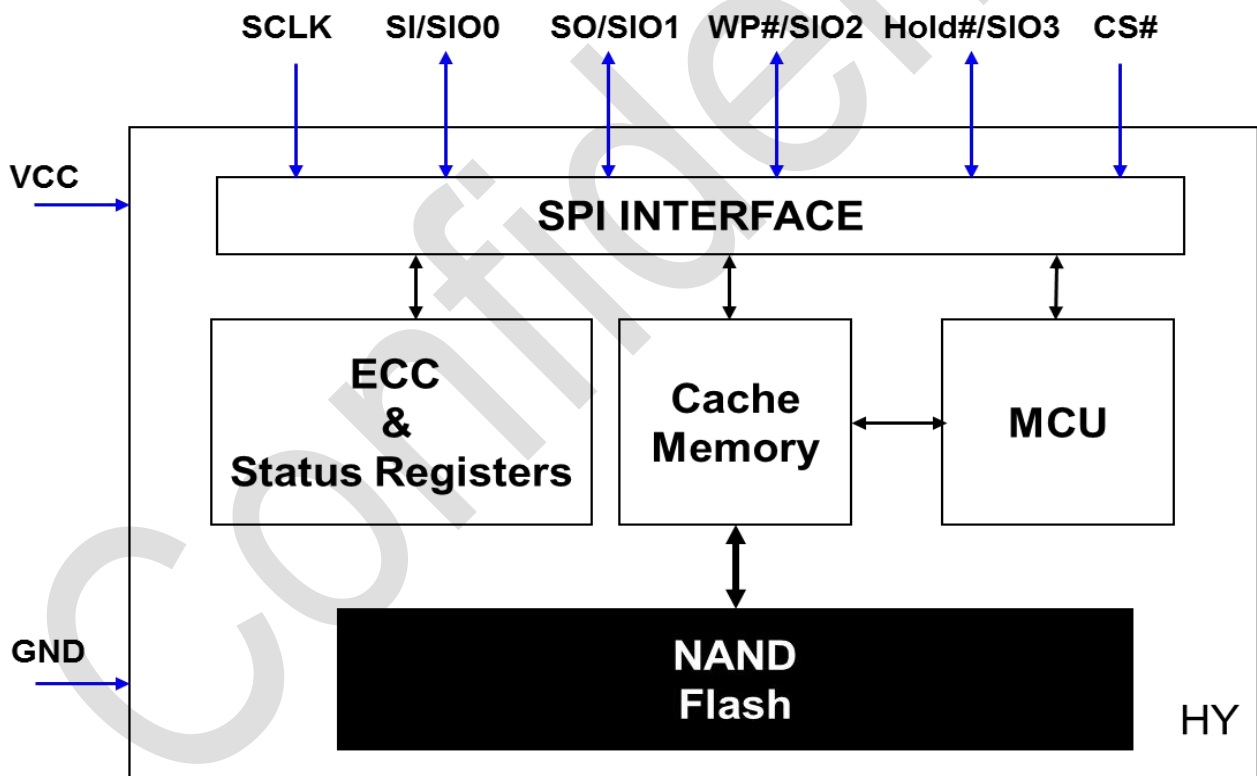 SCLK SI/SIO0 SO/SIO1 WP#/SIO2 Hold#/SIO3 CS#
VCC
SPI INTERFACE
ECC
&
Status Registers
Cache
Memory
MCU
GND
NAND
Flash
HY
Confiden